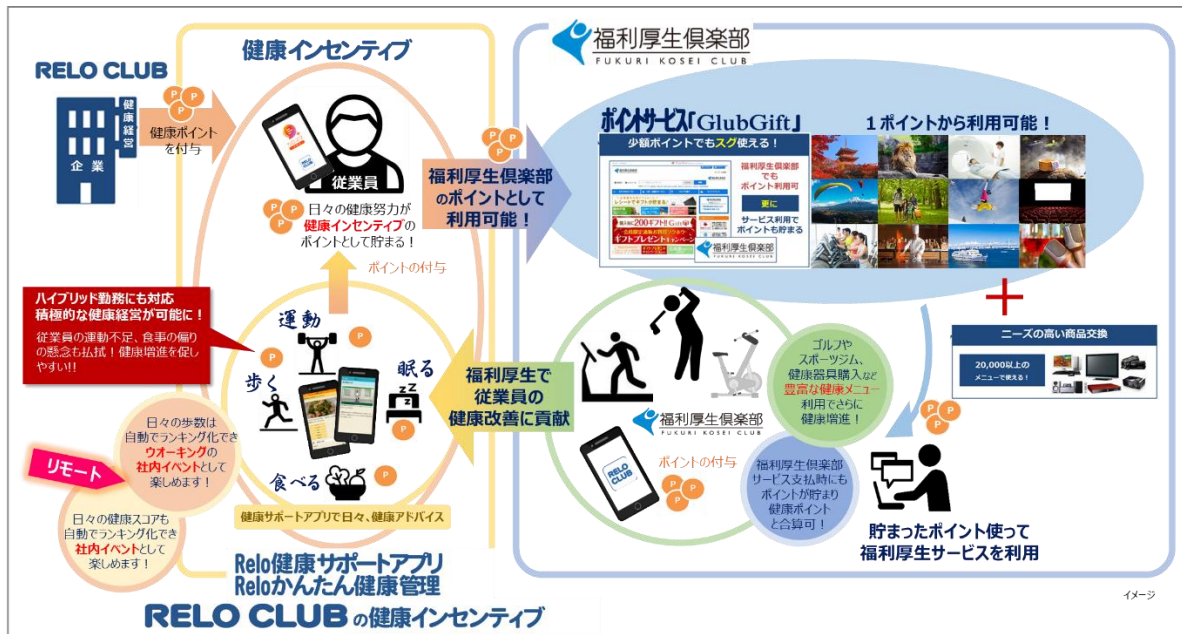 健康インセンティブ
RELO CLUB
健康経営
企業
P
P
P
健康ポイント
を付与
RELO
CLUB
従業員
日々の健康努力が
健康インセンティブの
ポイントとして貯まる！
ポイントの付与
福利厚生倶楽部
のポイントとして
利用可能！
ハイブリッド勤務にも対応
積極的な健康経営が可能に！
従業員の運動不足、食事の偏り
の懸念も払拭！健康増進を促し
やすい!!
運動
歩く
眠る
食べる
健康サポートアプリで日々、健康アドバイス
日々の歩数は
自動でランキング化でき
ウオーキングの
社内イベントとして
楽しめます！
リモート
日々の健康スコアも
自動でランキング化でき
社内イベントとして
楽しめます！
Relo健康サポートアプリ
Reloかんたん健康管理
RELO CLUBの健康インセンティブ
福利厚生倶楽部
FUKURI KOSEI CLUB
ポイントサービス「GlubGift」
１ポイントから利用可能！
少額ポイントでもスグ使える！
福利厚生倶楽部
でも
ポイント利用可
更に
サービス利用で
ポイントも貯まる
ギフトプレゼントキャンペーン
福利厚生倶楽部
ニーズの高い商品交換
20,000以上の
メニューで使える！
福利厚生で
従業員の
健康改善に貢献
ゴルフや
スポーツジム、
健康器具購入など
豊富な健康メニュー
利用でさらに
健康増進！
福利厚生倶楽部
FUKURI KOSEI CLUB
RELO
CLUB
ポイントの付与
福利厚生倶楽部
サービス支払時にも
ポイントが貯まり
健康ポイント
と合算可！
貯まったポイント使って
福利厚生サービスを利用
イメージ